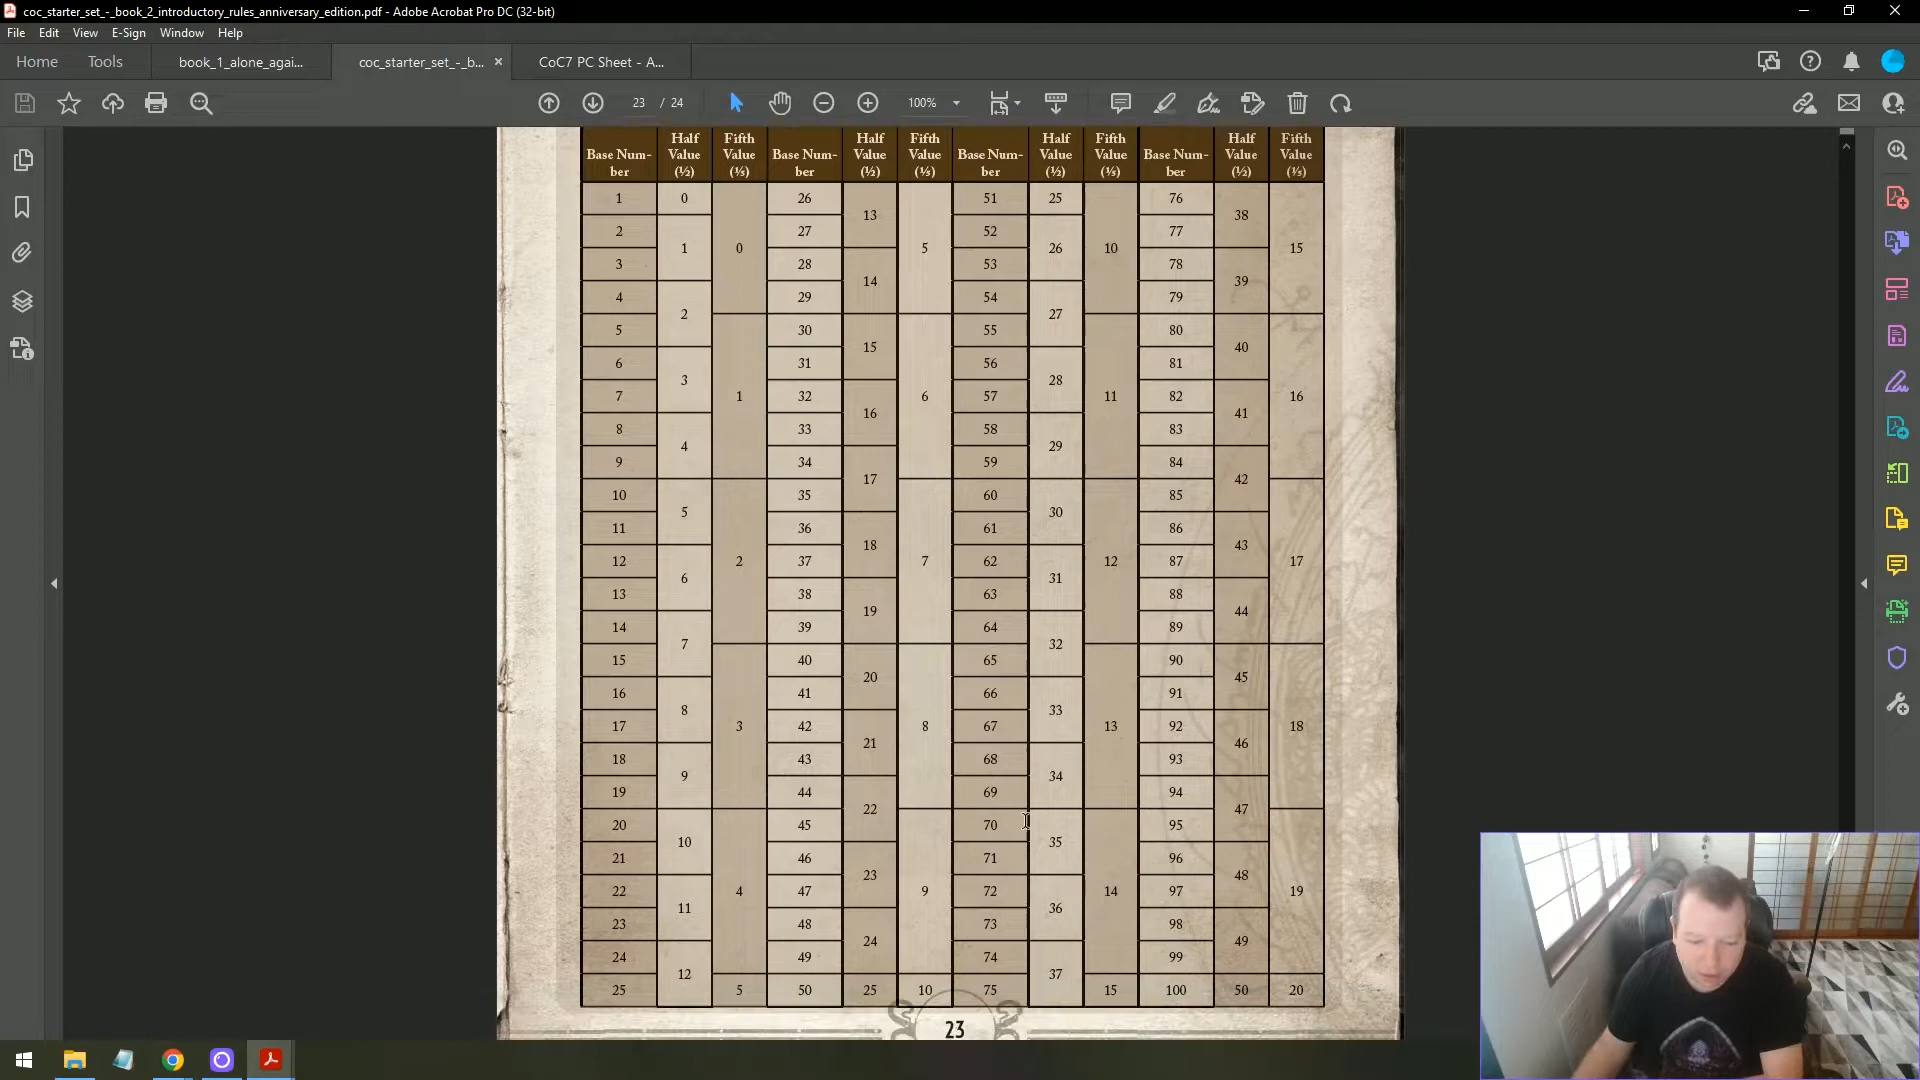 coc_starter_set_-_book_2_introductory_rules_anniversary_edition.pdf - Adobe Acrobat Pro DC (32-bit)
File Edit View E-Sign Window Help
Home Tools book_1_alone_agai... coc_starter_set_-_b... × CoC7 PC Sheet - A...
23 / 24 100%
Base Num-ber Half Value (½) Fifth Value (⅕) Base Num-ber Half Value (½) Fifth Value (⅕) Base Num-ber Half Value (½) Fifth Value (⅕) Base Num-ber Half Value (½) Fifth Value (⅕)
1 0 26 51 25 76
13 38
2 27 52 77
1 0 5 26 10 15
3 28 53 78
14 39
4 29 54 79
2 27
5 30 55 80
15 40
6 31 56 81
3 28
7 1 32 6 57 11 82 16
16 41
8 33 58 83
4 29
9 34 59 84
17 42
10 35 60 85
5 30
11 36 61 86
18 43
12 2 37 7 62 12 87 17
6 31
13 38 63 88
19 44
14 39 64 89
7 32
15 40 65 90
20 45
16 41 66 91
8 33
17 3 42 8 67 13 92 18
21 46
18 43 68 93
9 34
19 44 69 94
22 47
20 45 70 95
10 35
21 46 71 96
23 48
22 4 47 9 72 14 97 19
11 36
23 48 73 98
24 49
24 49 74 99
12 37
25 5 50 25 10 75 15 100 50 20
23